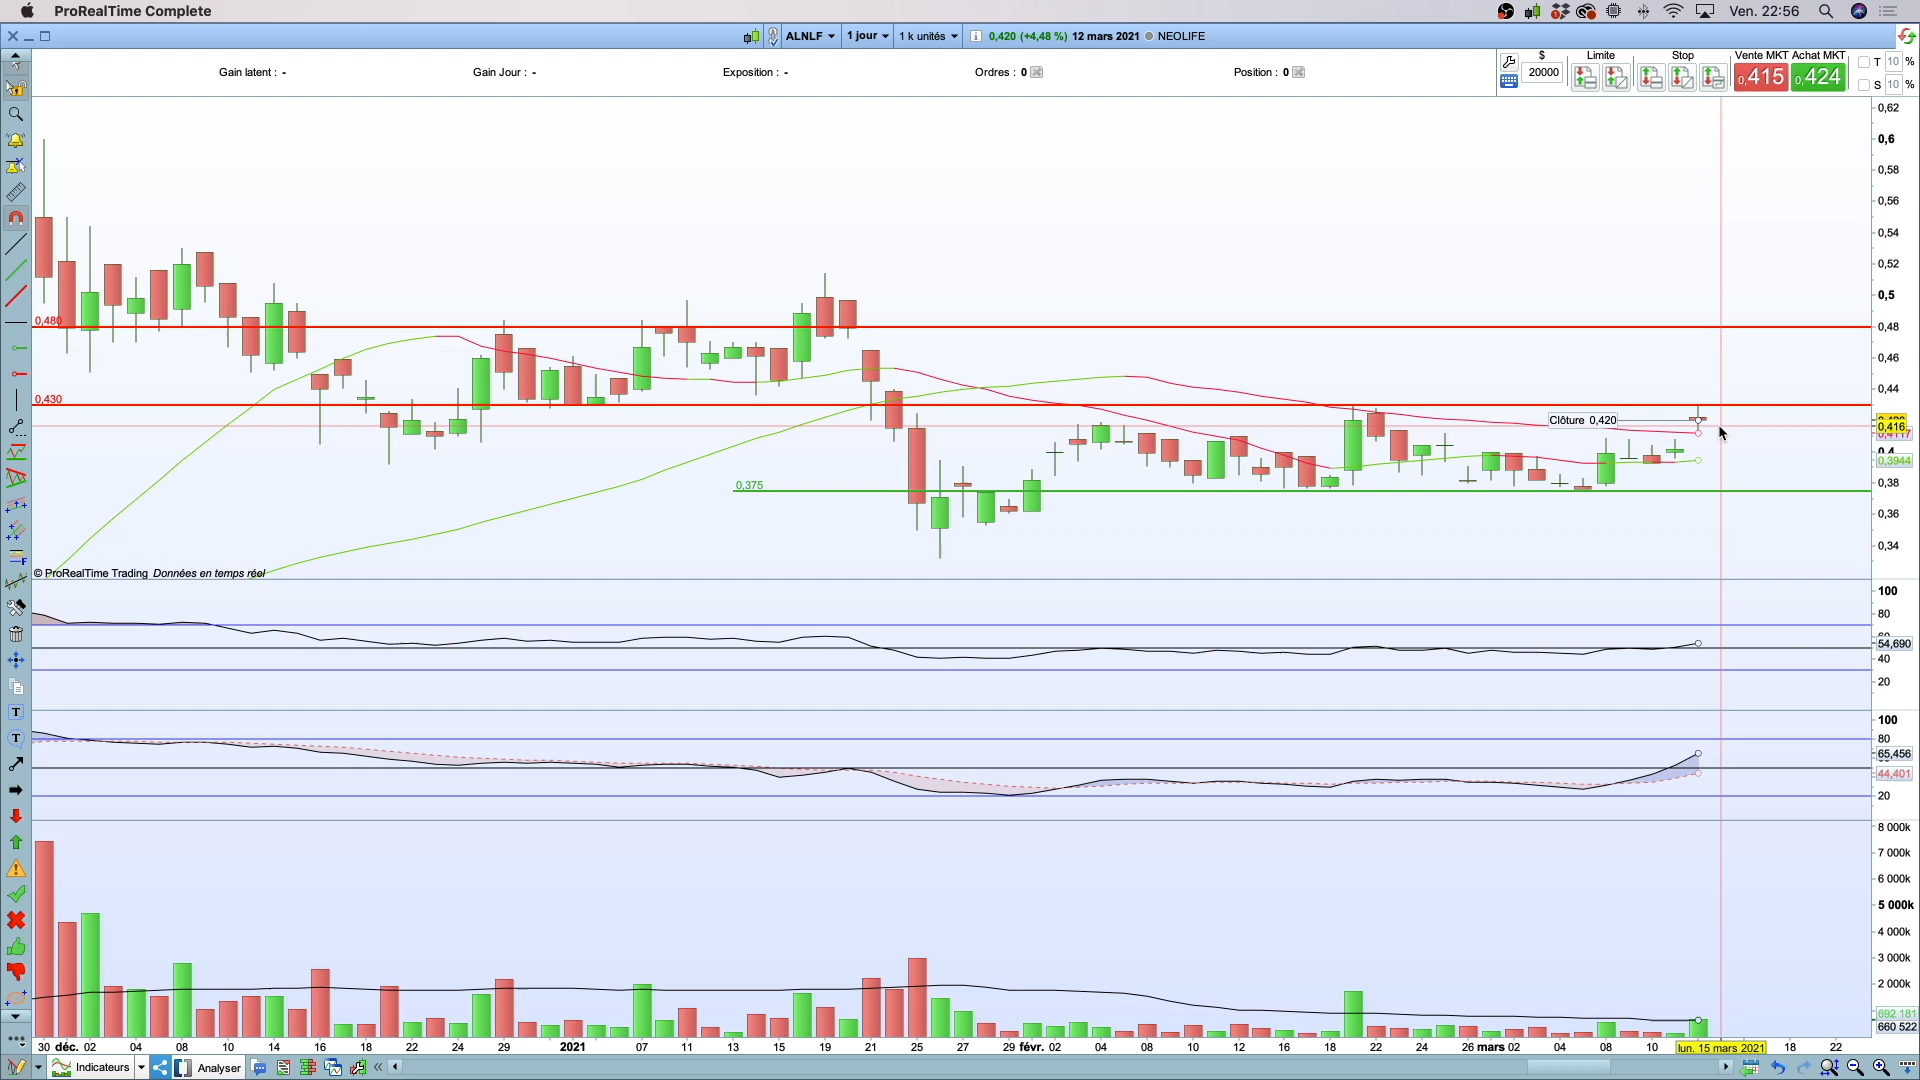 ProRealTime Complete
Ven. 22:56
ALNLF 1 jour 1 k unités 0,420 (+4,48 %) 12 mars 2021 NEOLIFE
Gain latent : - Gain Jour : - Exposition : - Ordres : 0 Position : 0
$ Limite Stop Vente MKT Achat MKT
20000 0,415 0,424
T 10 %
S 10 %
0,62
0,6
0,58
0,56
0,54
0,52
0,5
0,480
0,48
0,46
0,44
0,430
Clôture 0,420
0,416
0,4
0,3944
0,375
0,38
0,36
0,34
© ProRealTime Trading Données en temps réel
100
80
54,690
40
20
100
80
65,456
44,401
20
8 000k
7 000k
6 000k
5 000k
4 000k
3 000k
2 000k
692 181
660 522
30 déc. 02 04 08 10 14 16 18 22 24 29 2021 07 11 13 15 19 21 25 27 29 févr. 02 04 08 10 12 16 18 22 24 26 mars 02 04 08 10 lun. 15 mars 2021 18 22
Indicateurs Analyser